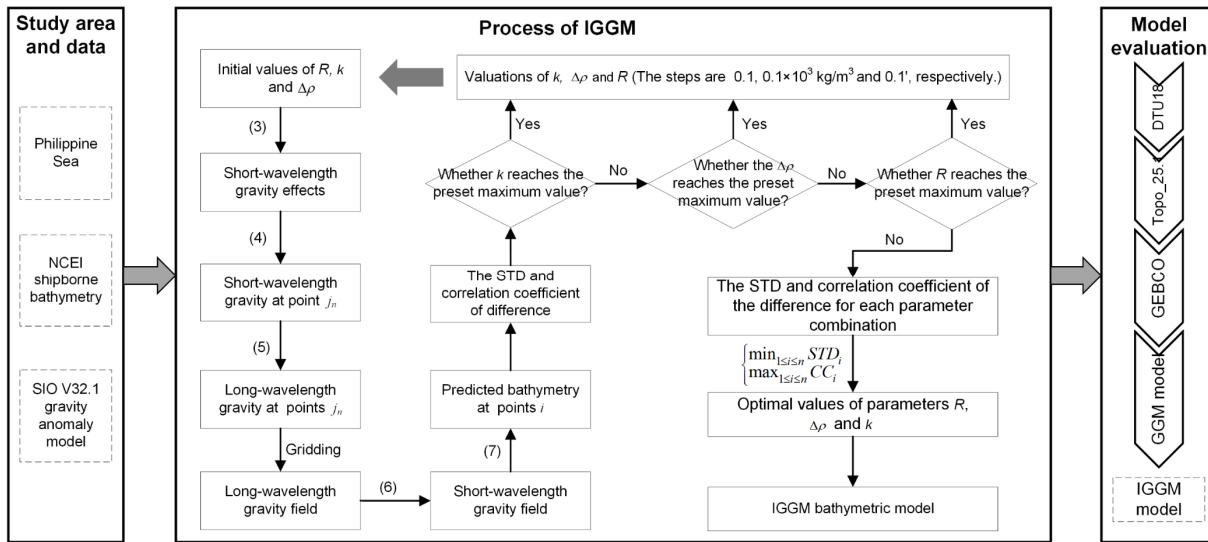 Study area
and data
Philippine
Sea
NCEI
shipborne
bathymetry
SIO V32.1
gravity
anomaly
model
Process of IGGM
Initial values of R, k
and Δρ
(3)
Short-wavelength
gravity effects
(4)
Short-wavelength
gravity at point jₙ
(5)
Long-wavelength
gravity at points jₙ
Gridding
Long-wavelength
gravity field
(6)
Short-wavelength
gravity field
(7)
Predicted bathymetry
at points i
The STD and
correlation coefficient
of difference
Whether k reaches the
preset maximum value?
Yes
No
Whether the Δρ
reaches the preset
maximum value?
Yes
No
Whether R reaches the
preset maximum value?
Yes
No
Valuations of k, Δρ and R (The steps are 0.1, 0.1×10³ kg/m³ and 0.1', respectively.)
The STD and correlation coefficient of
the difference for each parameter
combination
{min₁≤i≤n STDᵢ
max₁≤i≤n CCᵢ
Optimal values of parameters R,
Δρ and k
IGGM bathymetric model
Model
evaluation
DTU18
Topo_25.1
GEBCO
GGM model
IGGM
model